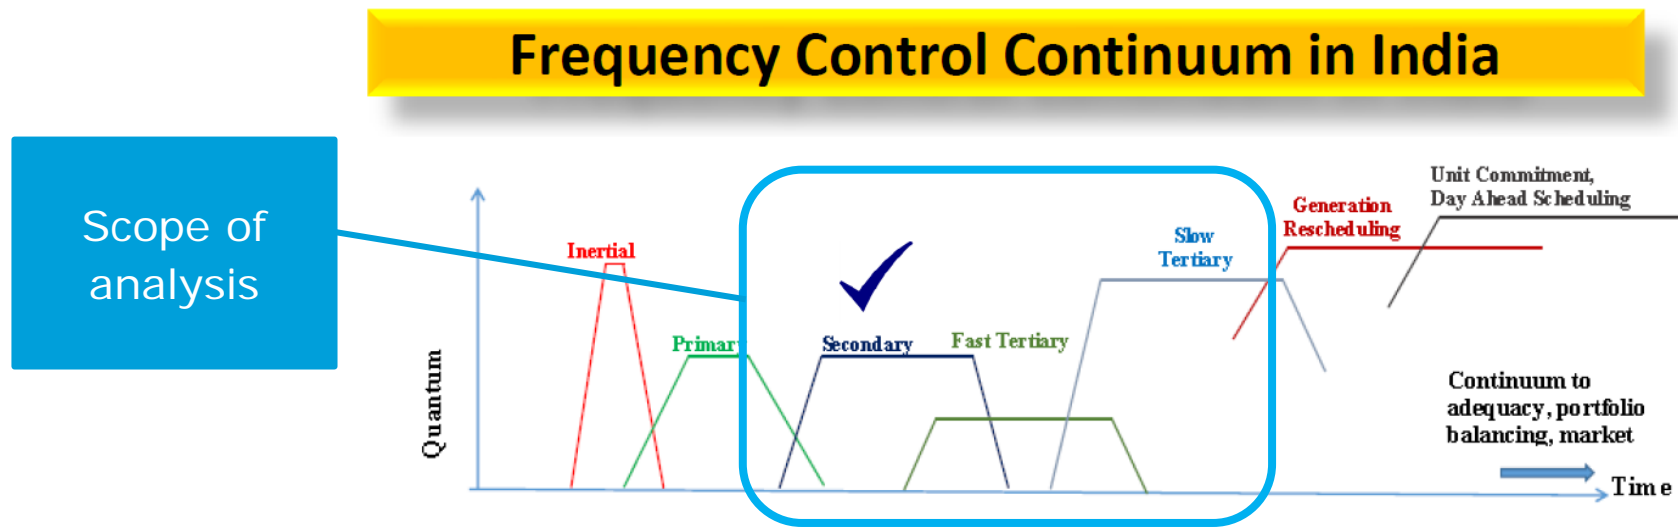 Frequency Control Continuum in India
Scope of
analysis
Inertial
Primary
Secondary
Fast Tertiary
Slow
Tertiary
Generation
Rescheduling
Unit Commitment,
Day Ahead Scheduling
Quantum
Continuum to
adequacy, portfolio
balancing, market
Time